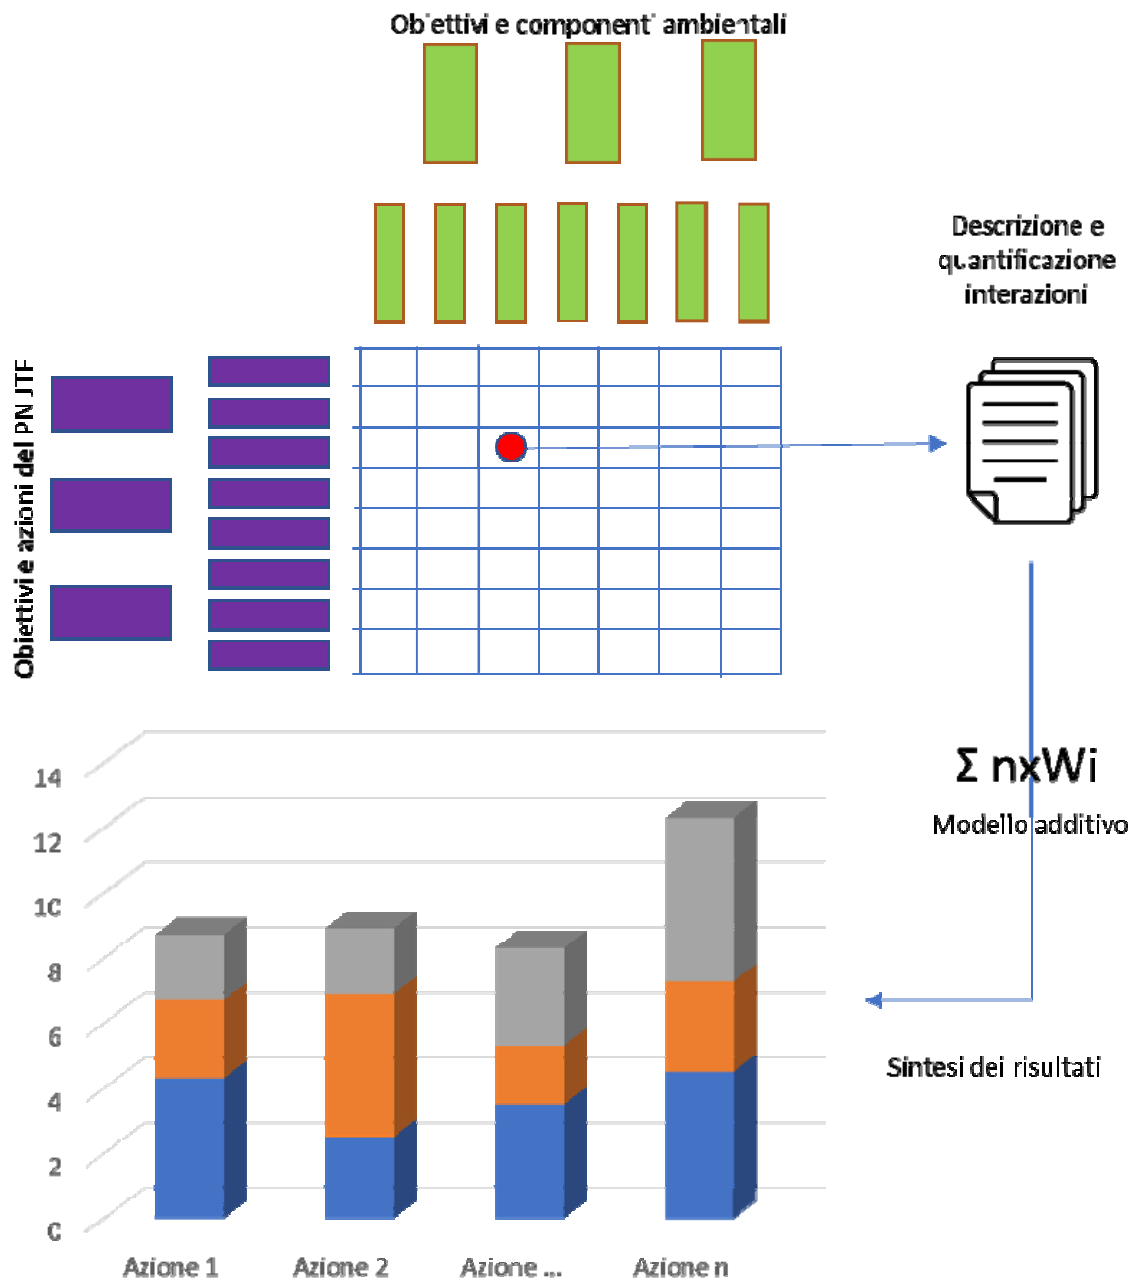 Obiettivi e componenti ambientali
Descrizione e
quantificazione
interazioni
Obiettivi e azioni del PN JTF
Σ nxWi
Modello additivo
14
12
10
8
6
4
2
0
Sintesi dei risultati
Azione 1
Azione 2
Azione ...
Azione n